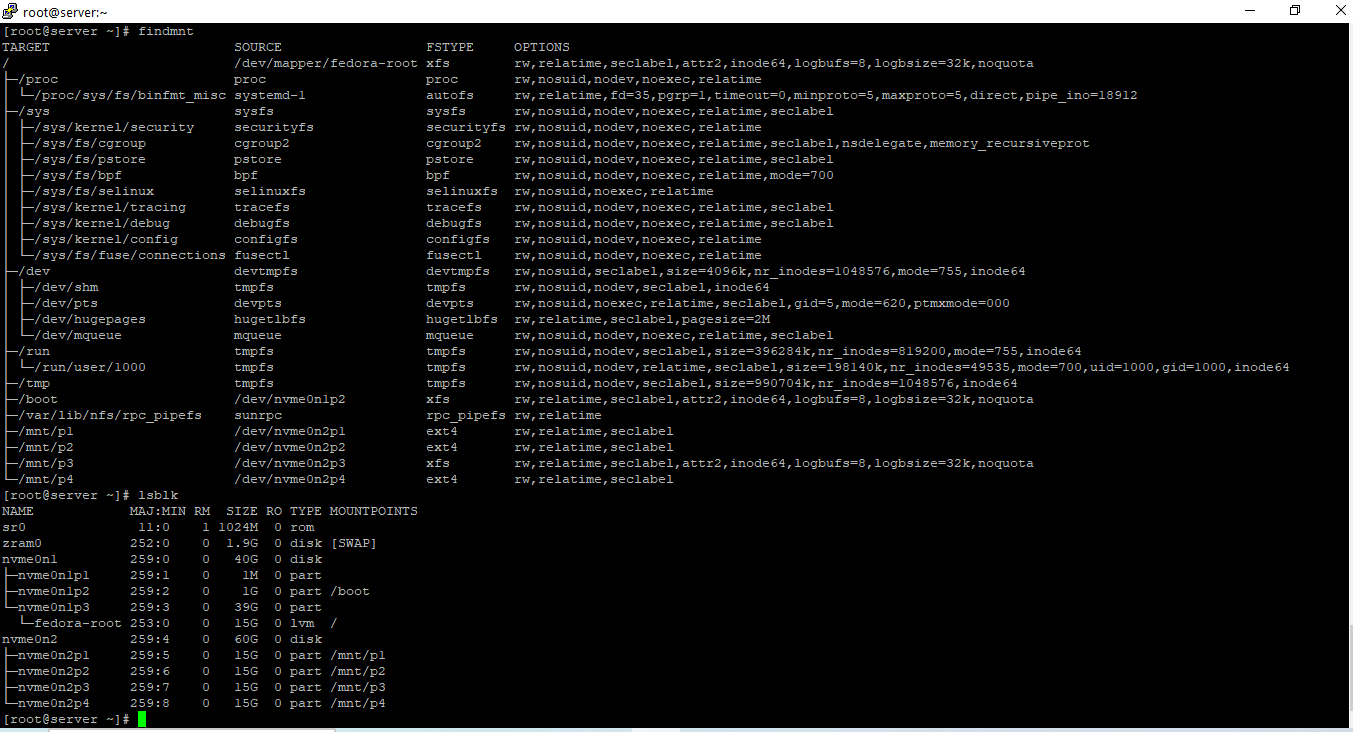 root@server:~
[root@server ~]# findmnt
TARGET                       SOURCE                  FSTYPE     OPTIONS
/                            /dev/mapper/fedora-root xfs        rw,relatime,seclabel,attr2,inode64,logbufs=8,logbsize=32k,noquota
├─/proc                      proc                    proc       rw,nosuid,nodev,noexec,relatime
│ └─/proc/sys/fs/binfmt_misc systemd-1               autofs     rw,relatime,fd=35,pgrp=1,timeout=0,minproto=5,maxproto=5,direct,pipe_ino=18912
├─/sys                       sysfs                   sysfs      rw,nosuid,nodev,noexec,relatime,seclabel
│ ├─/sys/kernel/security     securityfs              securityfs rw,nosuid,nodev,noexec,relatime
│ ├─/sys/fs/cgroup           cgroup2                 cgroup2    rw,nosuid,nodev,noexec,relatime,seclabel,nsdelegate,memory_recursiveprot
│ ├─/sys/fs/pstore           pstore                  pstore     rw,nosuid,nodev,noexec,relatime,seclabel
│ ├─/sys/fs/bpf              bpf                     bpf        rw,nosuid,nodev,noexec,relatime,mode=700
│ ├─/sys/fs/selinux          selinuxfs               selinuxfs  rw,nosuid,noexec,relatime
│ ├─/sys/kernel/tracing      tracefs                 tracefs    rw,nosuid,nodev,noexec,relatime,seclabel
│ ├─/sys/kernel/debug        debugfs                 debugfs    rw,nosuid,nodev,noexec,relatime,seclabel
│ ├─/sys/kernel/config       configfs                configfs   rw,nosuid,nodev,noexec,relatime
│ └─/sys/fs/fuse/connections fusectl                 fusectl    rw,nosuid,nodev,noexec,relatime
├─/dev                       devtmpfs                devtmpfs   rw,nosuid,seclabel,size=4096k,nr_inodes=1048576,mode=755,inode64
│ ├─/dev/shm                 tmpfs                   tmpfs      rw,nosuid,nodev,seclabel,inode64
│ ├─/dev/pts                 devpts                  devpts     rw,nosuid,noexec,relatime,seclabel,gid=5,mode=620,ptmxmode=000
│ ├─/dev/hugepages           hugetlbfs               hugetlbfs  rw,relatime,seclabel,pagesize=2M
│ └─/dev/mqueue              mqueue                  mqueue     rw,nosuid,nodev,noexec,relatime,seclabel
├─/run                       tmpfs                   tmpfs      rw,nosuid,nodev,seclabel,size=396284k,nr_inodes=819200,mode=755,inode64
│ └─/run/user/1000           tmpfs                   tmpfs      rw,nosuid,nodev,relatime,seclabel,size=198140k,nr_inodes=49535,mode=700,uid=1000,gid=1000,inode64
├─/tmp                       tmpfs                   tmpfs      rw,nosuid,nodev,seclabel,size=990704k,nr_inodes=1048576,inode64
├─/boot                      /dev/nvme0n1p2          xfs        rw,relatime,seclabel,attr2,inode64,logbufs=8,logbsize=32k,noquota
├─/var/lib/nfs/rpc_pipefs    sunrpc                  rpc_pipefs rw,relatime
├─/mnt/p1                    /dev/nvme0n2p1          ext4       rw,relatime,seclabel
├─/mnt/p2                    /dev/nvme0n2p2          ext4       rw,relatime,seclabel
├─/mnt/p3                    /dev/nvme0n2p3          xfs        rw,relatime,seclabel,attr2,inode64,logbufs=8,logbsize=32k,noquota
└─/mnt/p4                    /dev/nvme0n2p4          ext4       rw,relatime,seclabel
[root@server ~]# lsblk
NAME            MAJ:MIN RM  SIZE RO TYPE MOUNTPOINTS
sr0              11:0    1 1024M  0 rom
zram0           252:0    0  1.9G  0 disk [SWAP]
nvme0n1         259:0    0   40G  0 disk
├─nvme0n1p1     259:1    0    1M  0 part
├─nvme0n1p2     259:2    0    1G  0 part /boot
└─nvme0n1p3     259:3    0   39G  0 part
  └─fedora-root 253:0    0   15G  0 lvm  /
nvme0n2         259:4    0   60G  0 disk
├─nvme0n2p1     259:5    0   15G  0 part /mnt/p1
├─nvme0n2p2     259:6    0   15G  0 part /mnt/p2
├─nvme0n2p3     259:7    0   15G  0 part /mnt/p3
└─nvme0n2p4     259:8    0   15G  0 part /mnt/p4
[root@server ~]#